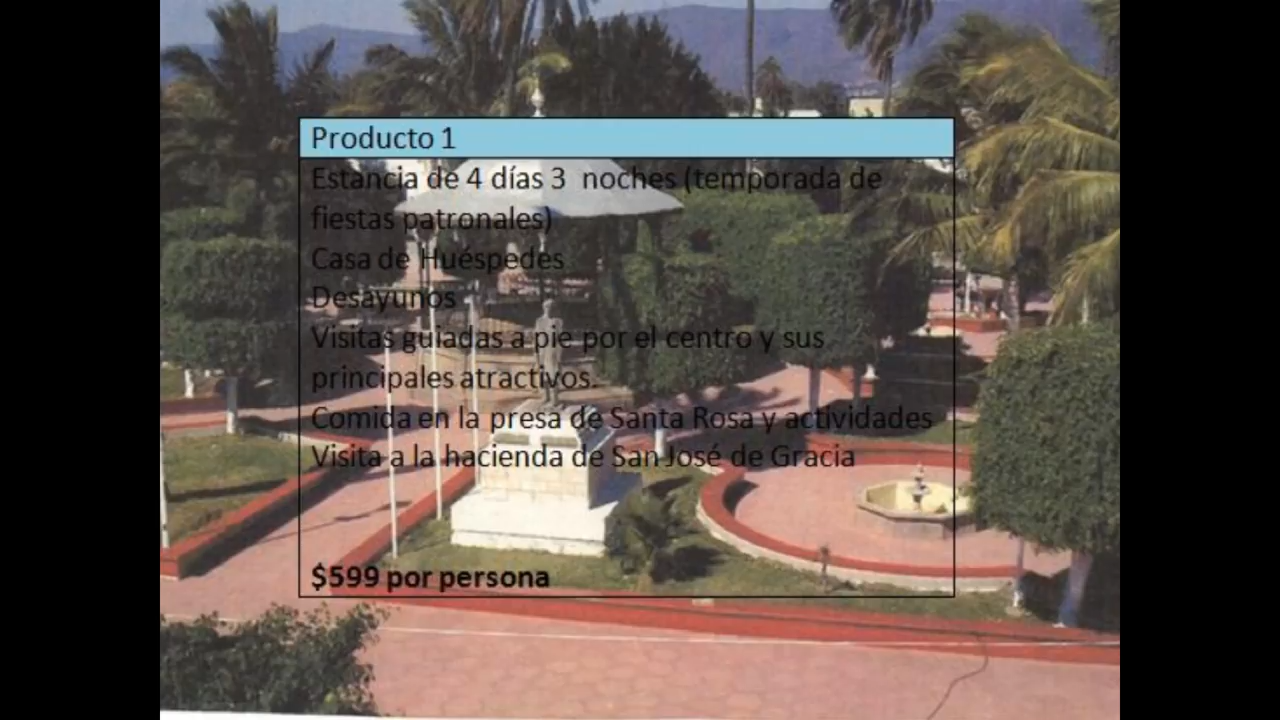 Producto 1
Estancia de 4 días 3 noches (temporada de
fiestas patronales)
Casa de Huéspedes
Desayunos
Visitas guiadas a pie por el centro y sus
principales atractivos.
Comida en la presa de Santa Rosa y actividades
Visita a la hacienda de San José de Gracia
$599 por persona